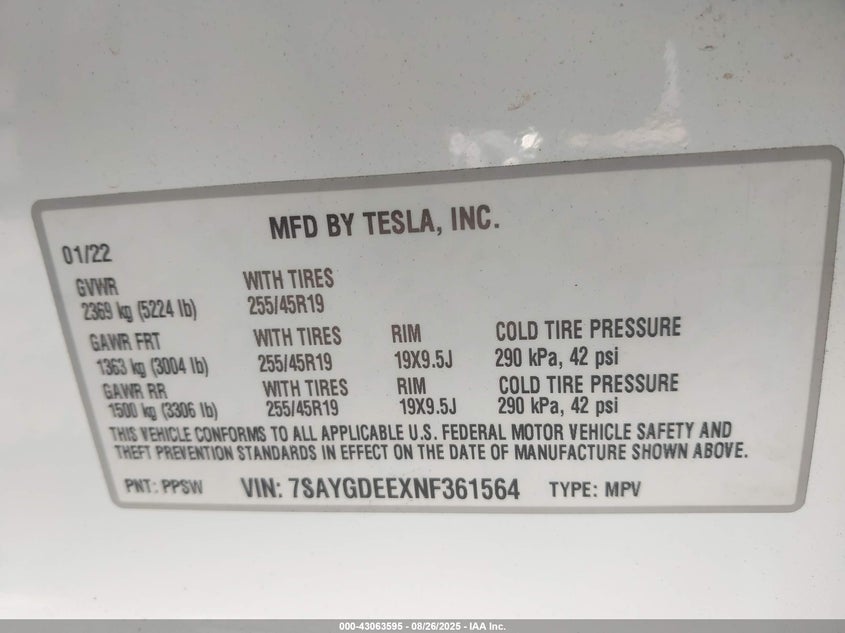 MFD BY TESLA, INC.
01/22
GVWR WITH TIRES
2369 kg (5224 lb) 255/45R19
GAWR FRT WITH TIRES RIM COLD TIRE PRESSURE
1363 kg (3004 lb) 255/45R19 19X9.5J 290 kPa, 42 psi
GAWR RR WITH TIRES RIM COLD TIRE PRESSURE
1500 kg (3306 lb) 255/45R19 19X9.5J 290 kPa, 42 psi
THIS VEHICLE CONFORMS TO ALL APPLICABLE U.S. FEDERAL MOTOR VEHICLE SAFETY AND
THEFT PREVENTION STANDARDS IN EFFECT ON THE DATE OF MANUFACTURE SHOWN ABOVE.
PNT: PPSW VIN: 7SAYGDEEXNF361564 TYPE: MPV
000-43063595 - 08/26/2025 - IAA Inc.